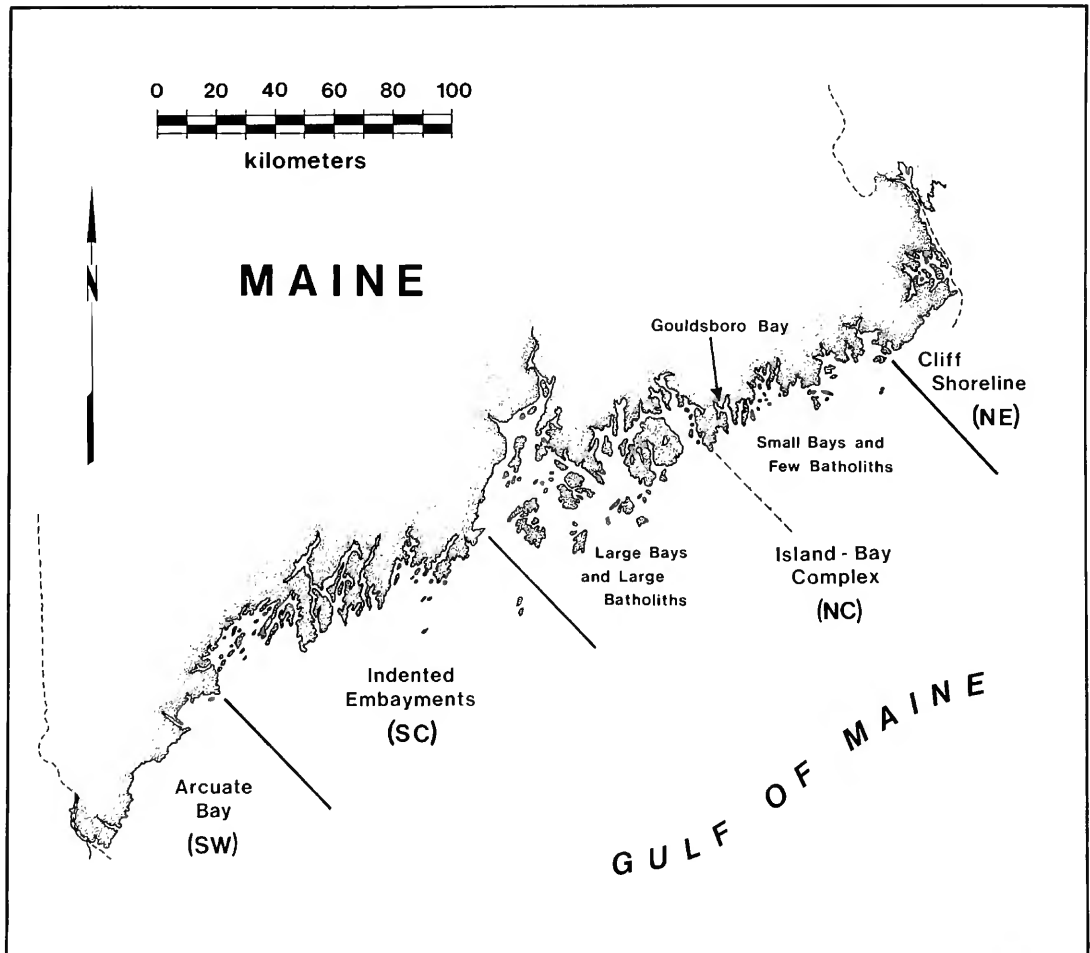 0 20 40 60 80 100
kilometers
N
MAINE
Gouldsboro Bay
Cliff
Shoreline
(NE)
Small Bays and
Few Batholiths
Island - Bay
Complex
(NC)
Large Bays
and Large
Batholiths
Indented
Embayments
(SC)
Arcuate
Bay
(SW)
GULF OF MAINE